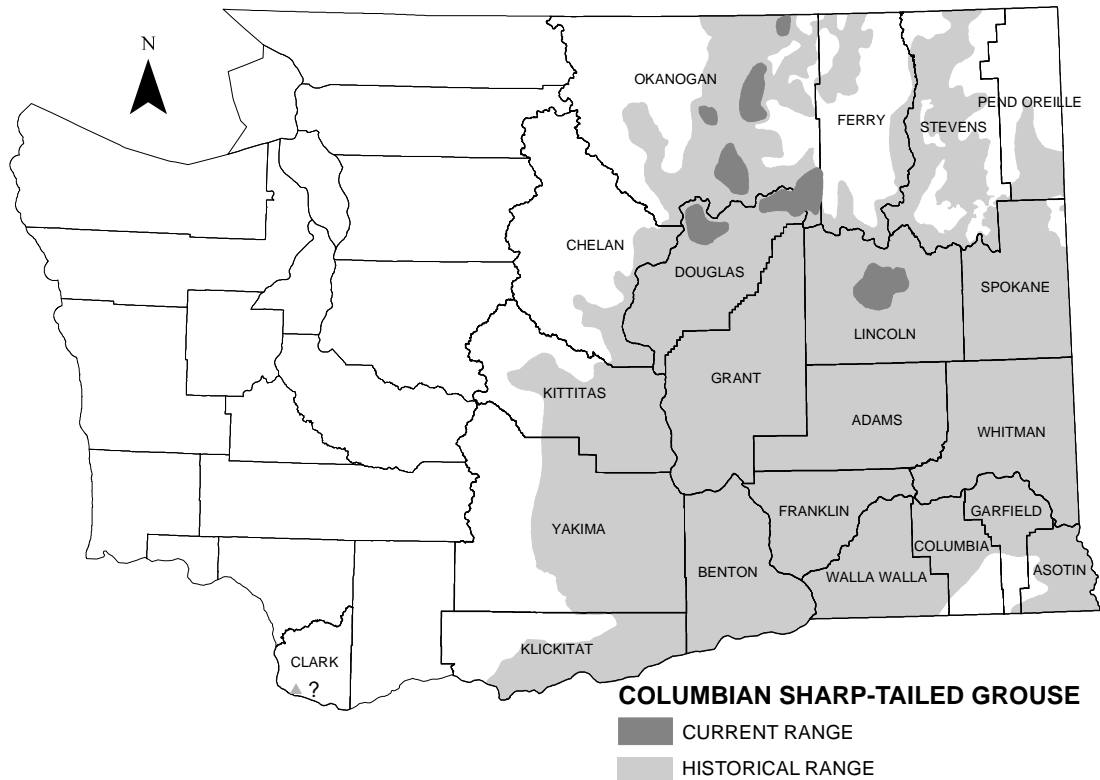 N
OKANOGAN
PEND OREILLE
FERRY
STEVENS
CHELAN
DOUGLAS
SPOKANE
LINCOLN
GRANT
KITTITAS
ADAMS
WHITMAN
FRANKLIN
GARFIELD
YAKIMA
COLUMBIA
BENTON
WALLA WALLA
ASOTIN
KLICKITAT
CLARK
?
COLUMBIAN SHARP-TAILED GROUSE
CURRENT RANGE
HISTORICAL RANGE